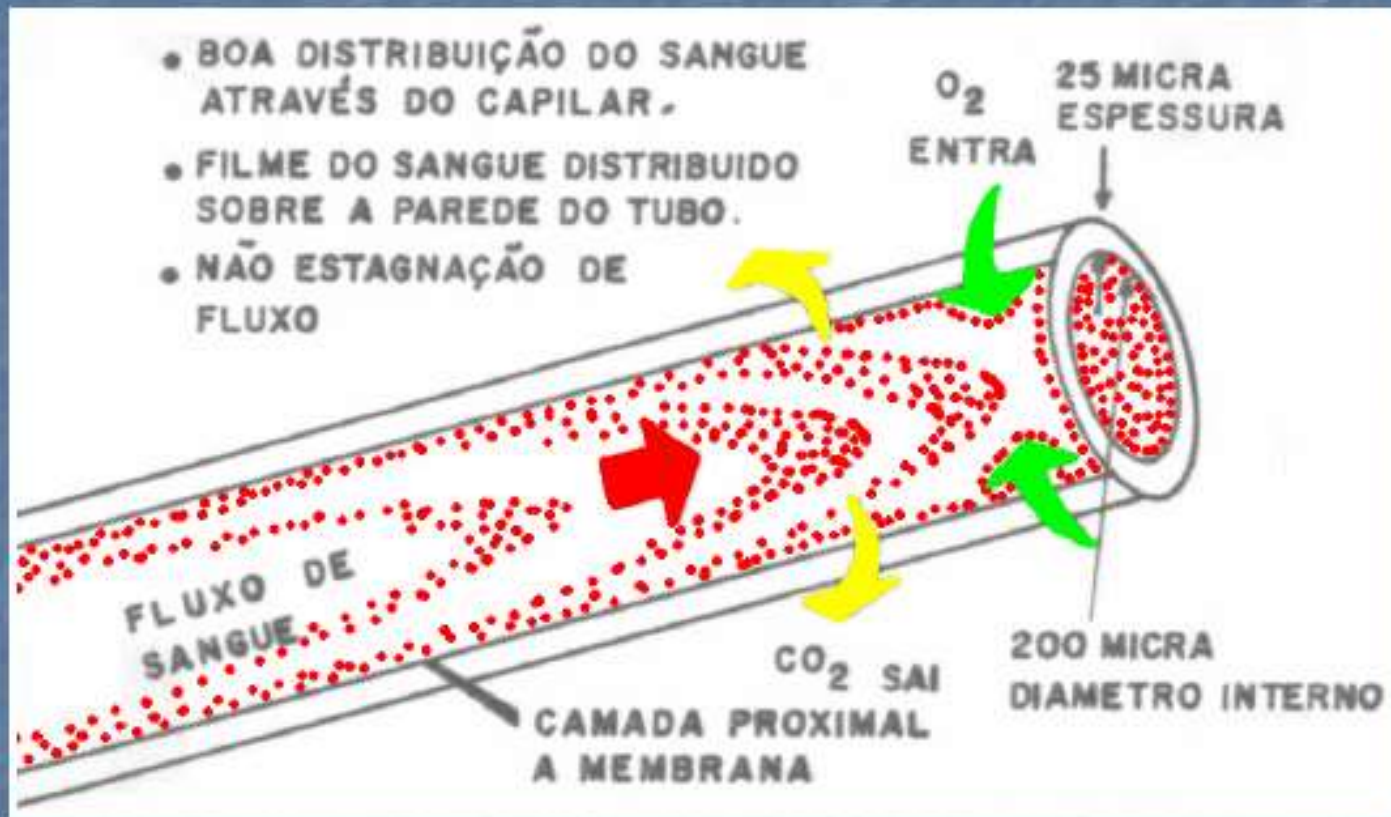 • BOA DISTRIBUIÇÃO DO SANGUE
ATRAVÉS DO CAPILAR.
• FILME DO SANGUE DISTRIBUIDO
SOBRE A PAREDE DO TUBO.
• NÃO ESTAGNAÇÃO DE
FLUXO
O₂
ENTRA
25 MICRA
ESPESSURA
FLUXO DE
SANGUE
CO₂ SAI
200 MICRA
DIAMETRO INTERNO
CAMADA PROXIMAL
A MEMBRANA